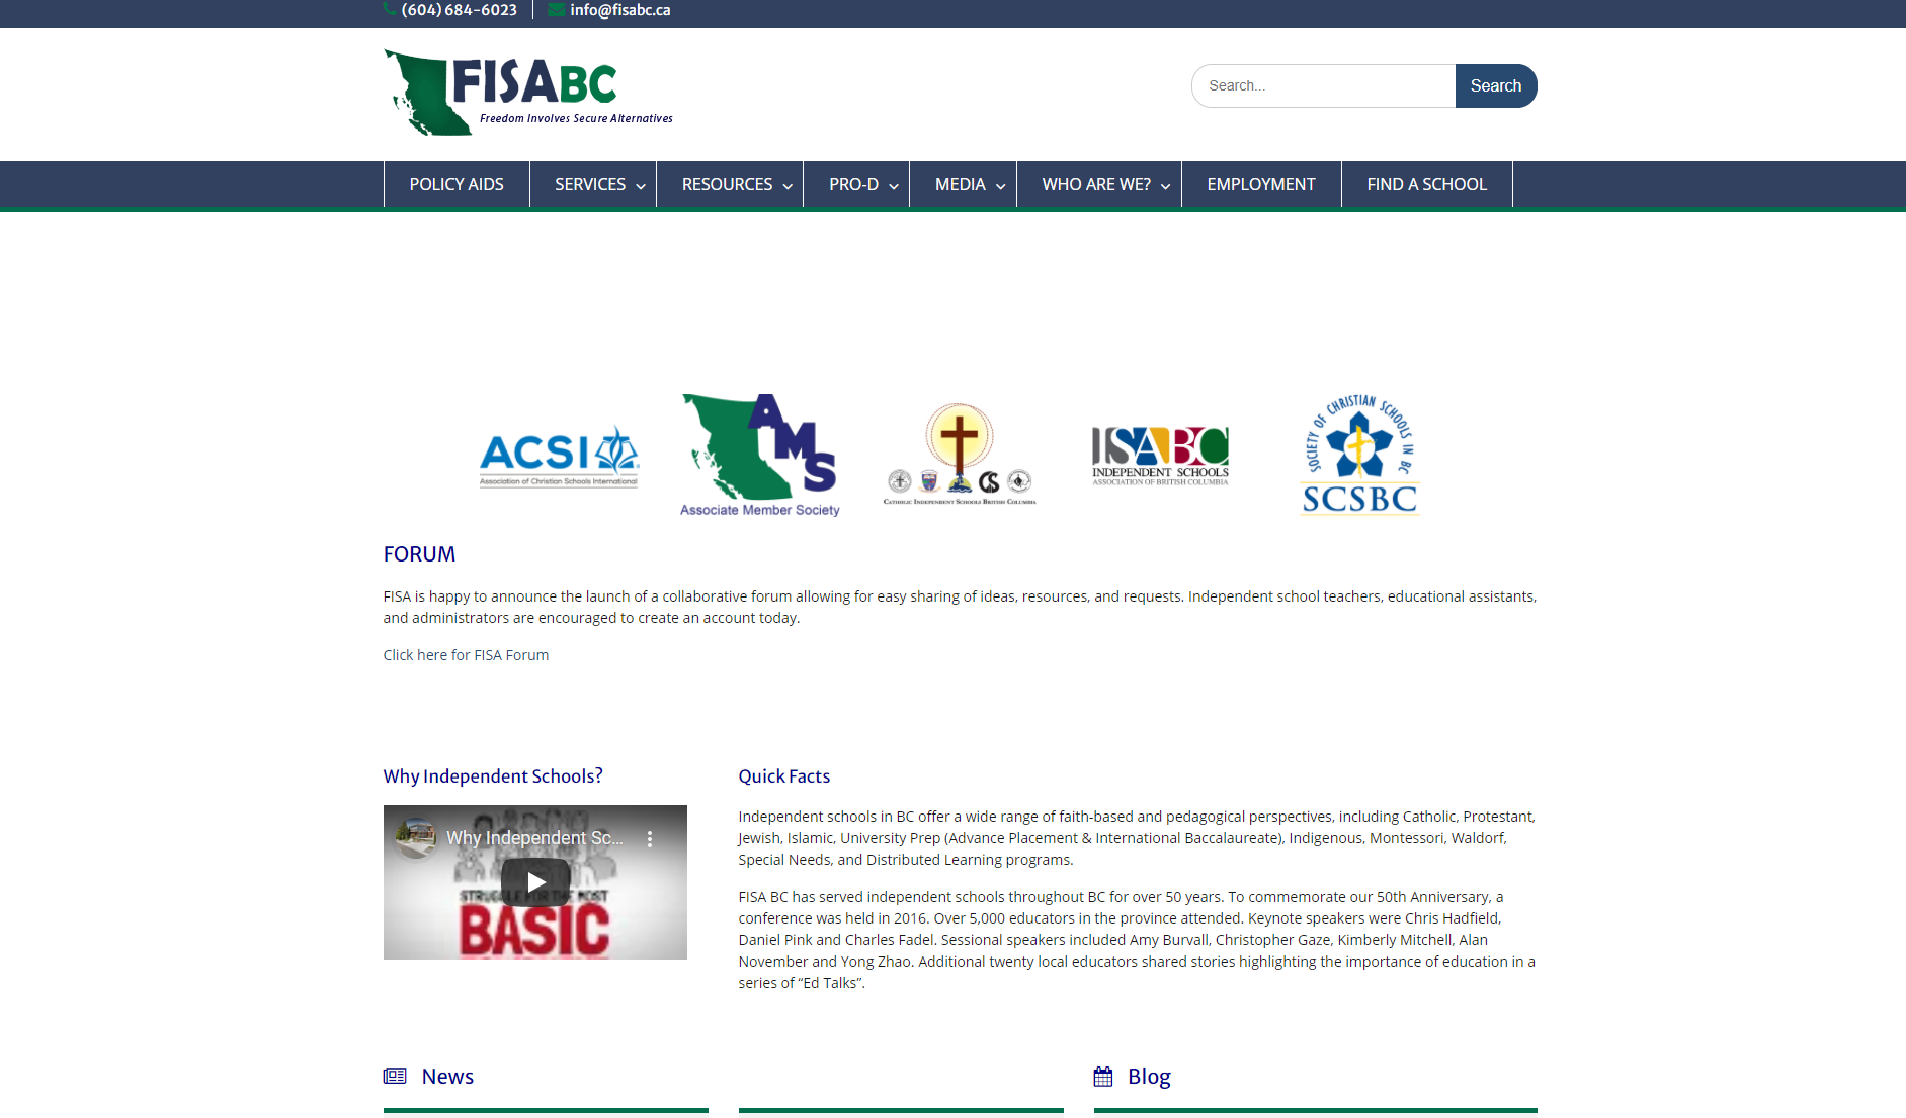 (604) 684-6023
info@fisabc.ca
FISABC
Freedom Involves Secure Alternatives
Search...
Search
POLICY AIDS
SERVICES
RESOURCES
PRO-D
MEDIA
WHO ARE WE?
EMPLOYMENT
FIND A SCHOOL
ACSI
Association of Christian Schools International
AMS
Associate Member Society
CATHOLIC INDEPENDENT SCHOOLS BRITISH COLUMBIA
ISABC
INDEPENDENT SCHOOLS
ASSOCIATION OF BRITISH COLUMBIA
SOCIETY OF CHRISTIAN SCHOOLS IN BC
SCSBC
FORUM
FISA is happy to announce the launch of a collaborative forum allowing for easy sharing of ideas, resources, and requests. Independent school teachers, educational assistants,
and administrators are encouraged to create an account today.
Click here for FISA Forum
Why Independent Schools?
Why Independent Sc...
STRUGGLE FOR THE MOST
BASIC
Quick Facts
Independent schools in BC offer a wide range of faith-based and pedagogical perspectives, including Catholic, Protestant,
Jewish, Islamic, University Prep (Advance Placement & International Baccalaureate), Indigenous, Montessori, Waldorf,
Special Needs, and Distributed Learning programs.
FISA BC has served independent schools throughout BC for over 50 years. To commemorate our 50th Anniversary, a
conference was held in 2016. Over 5,000 educators in the province attended. Keynote speakers were Chris Hadfield,
Daniel Pink and Charles Fadel. Sessional speakers included Amy Burvall, Christopher Gaze, Kimberly Mitchell, Alan
November and Yong Zhao. Additional twenty local educators shared stories highlighting the importance of education in a
series of “Ed Talks”.
News
Blog